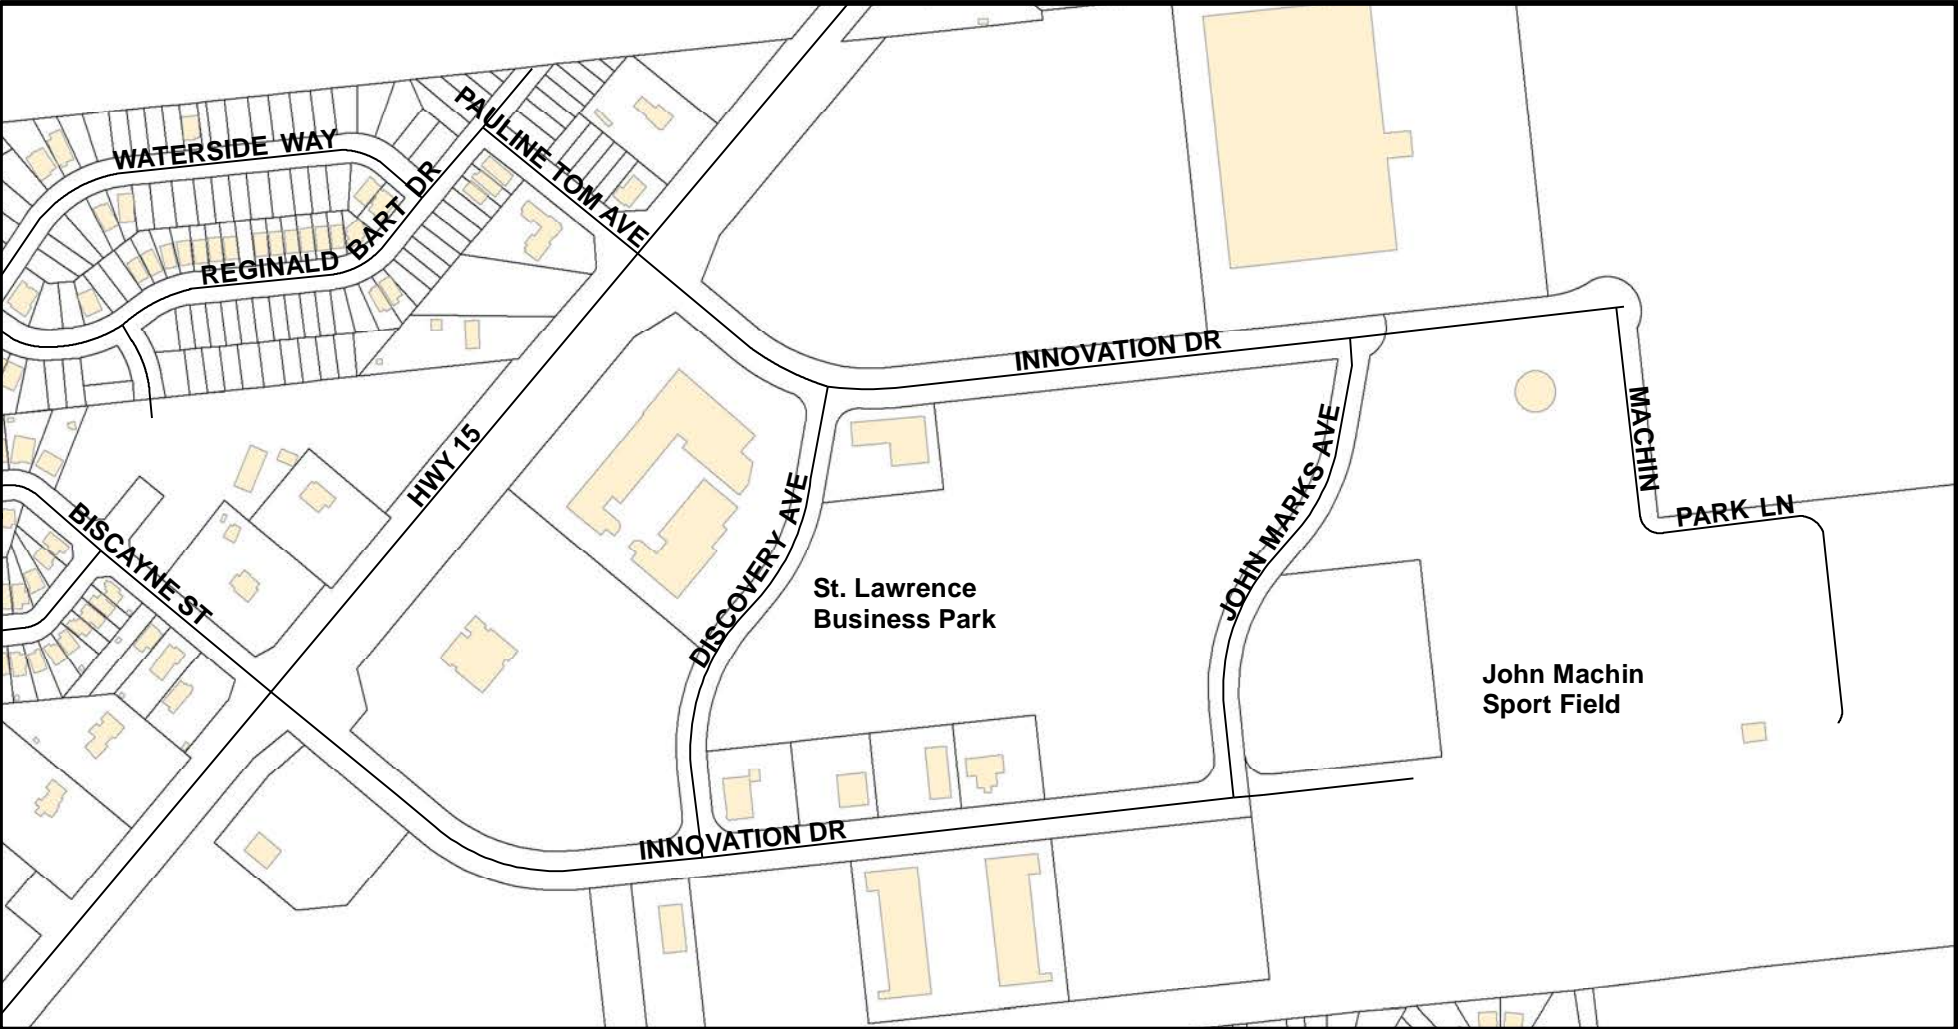 PAULINE TOM AVE
WATERSIDE WAY
REGINALD BART DR
INNOVATION DR
MACHIN PARK LN
HWY 15
JOHN MARKS AVE
DISCOVERY AVE
BISCAYNE ST
St. Lawrence
Business Park
John Machin
Sport Field
INNOVATION DR